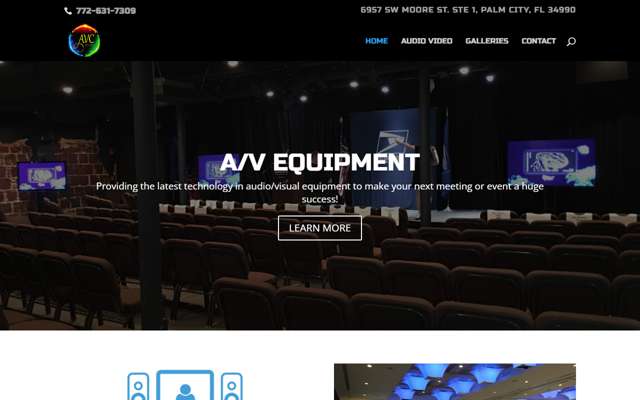 772-631-7309
6957 SW MOORE ST. STE 1, PALM CITY, FL 34990
AVC
HOME
AUDIO VIDEO
GALLERIES
CONTACT
A/V EQUIPMENT
Providing the latest technology in audio/visual equipment to make your next meeting or event a huge
success!
LEARN MORE